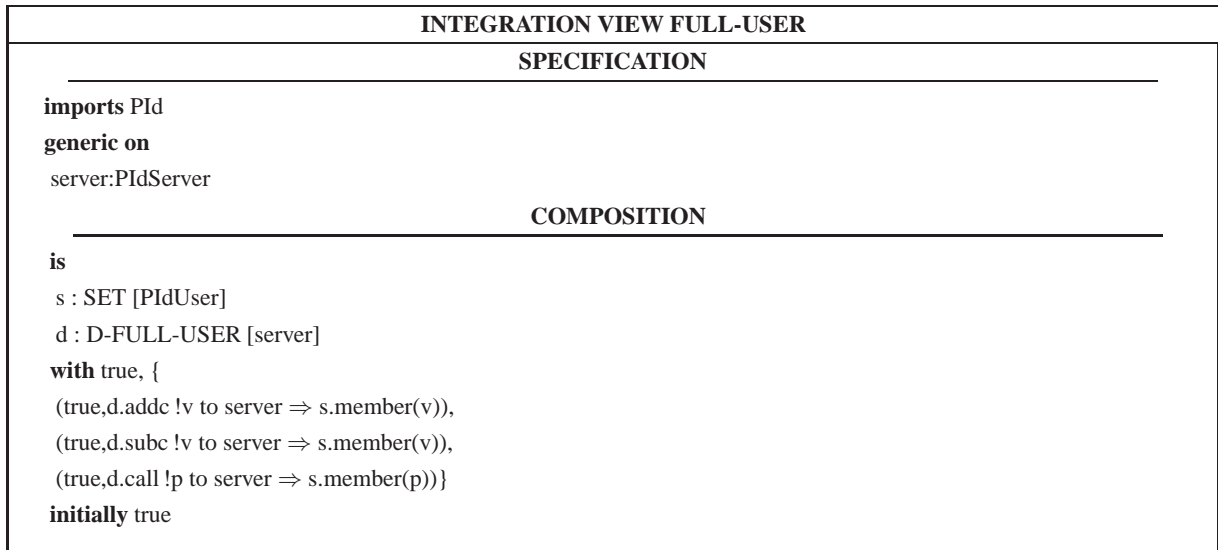 INTEGRATION VIEW FULL-USER
SPECIFICATION
imports PId
generic on
server:PIdServer
COMPOSITION
is
s : SET [PIdUser]
d : D-FULL-USER [server]
with true, {
(true,d.addc !v to server ⇒ s.member(v)),
(true,d.subc !v to server ⇒ s.member(v)),
(true,d.call !p to server ⇒ s.member(p))}
initially true